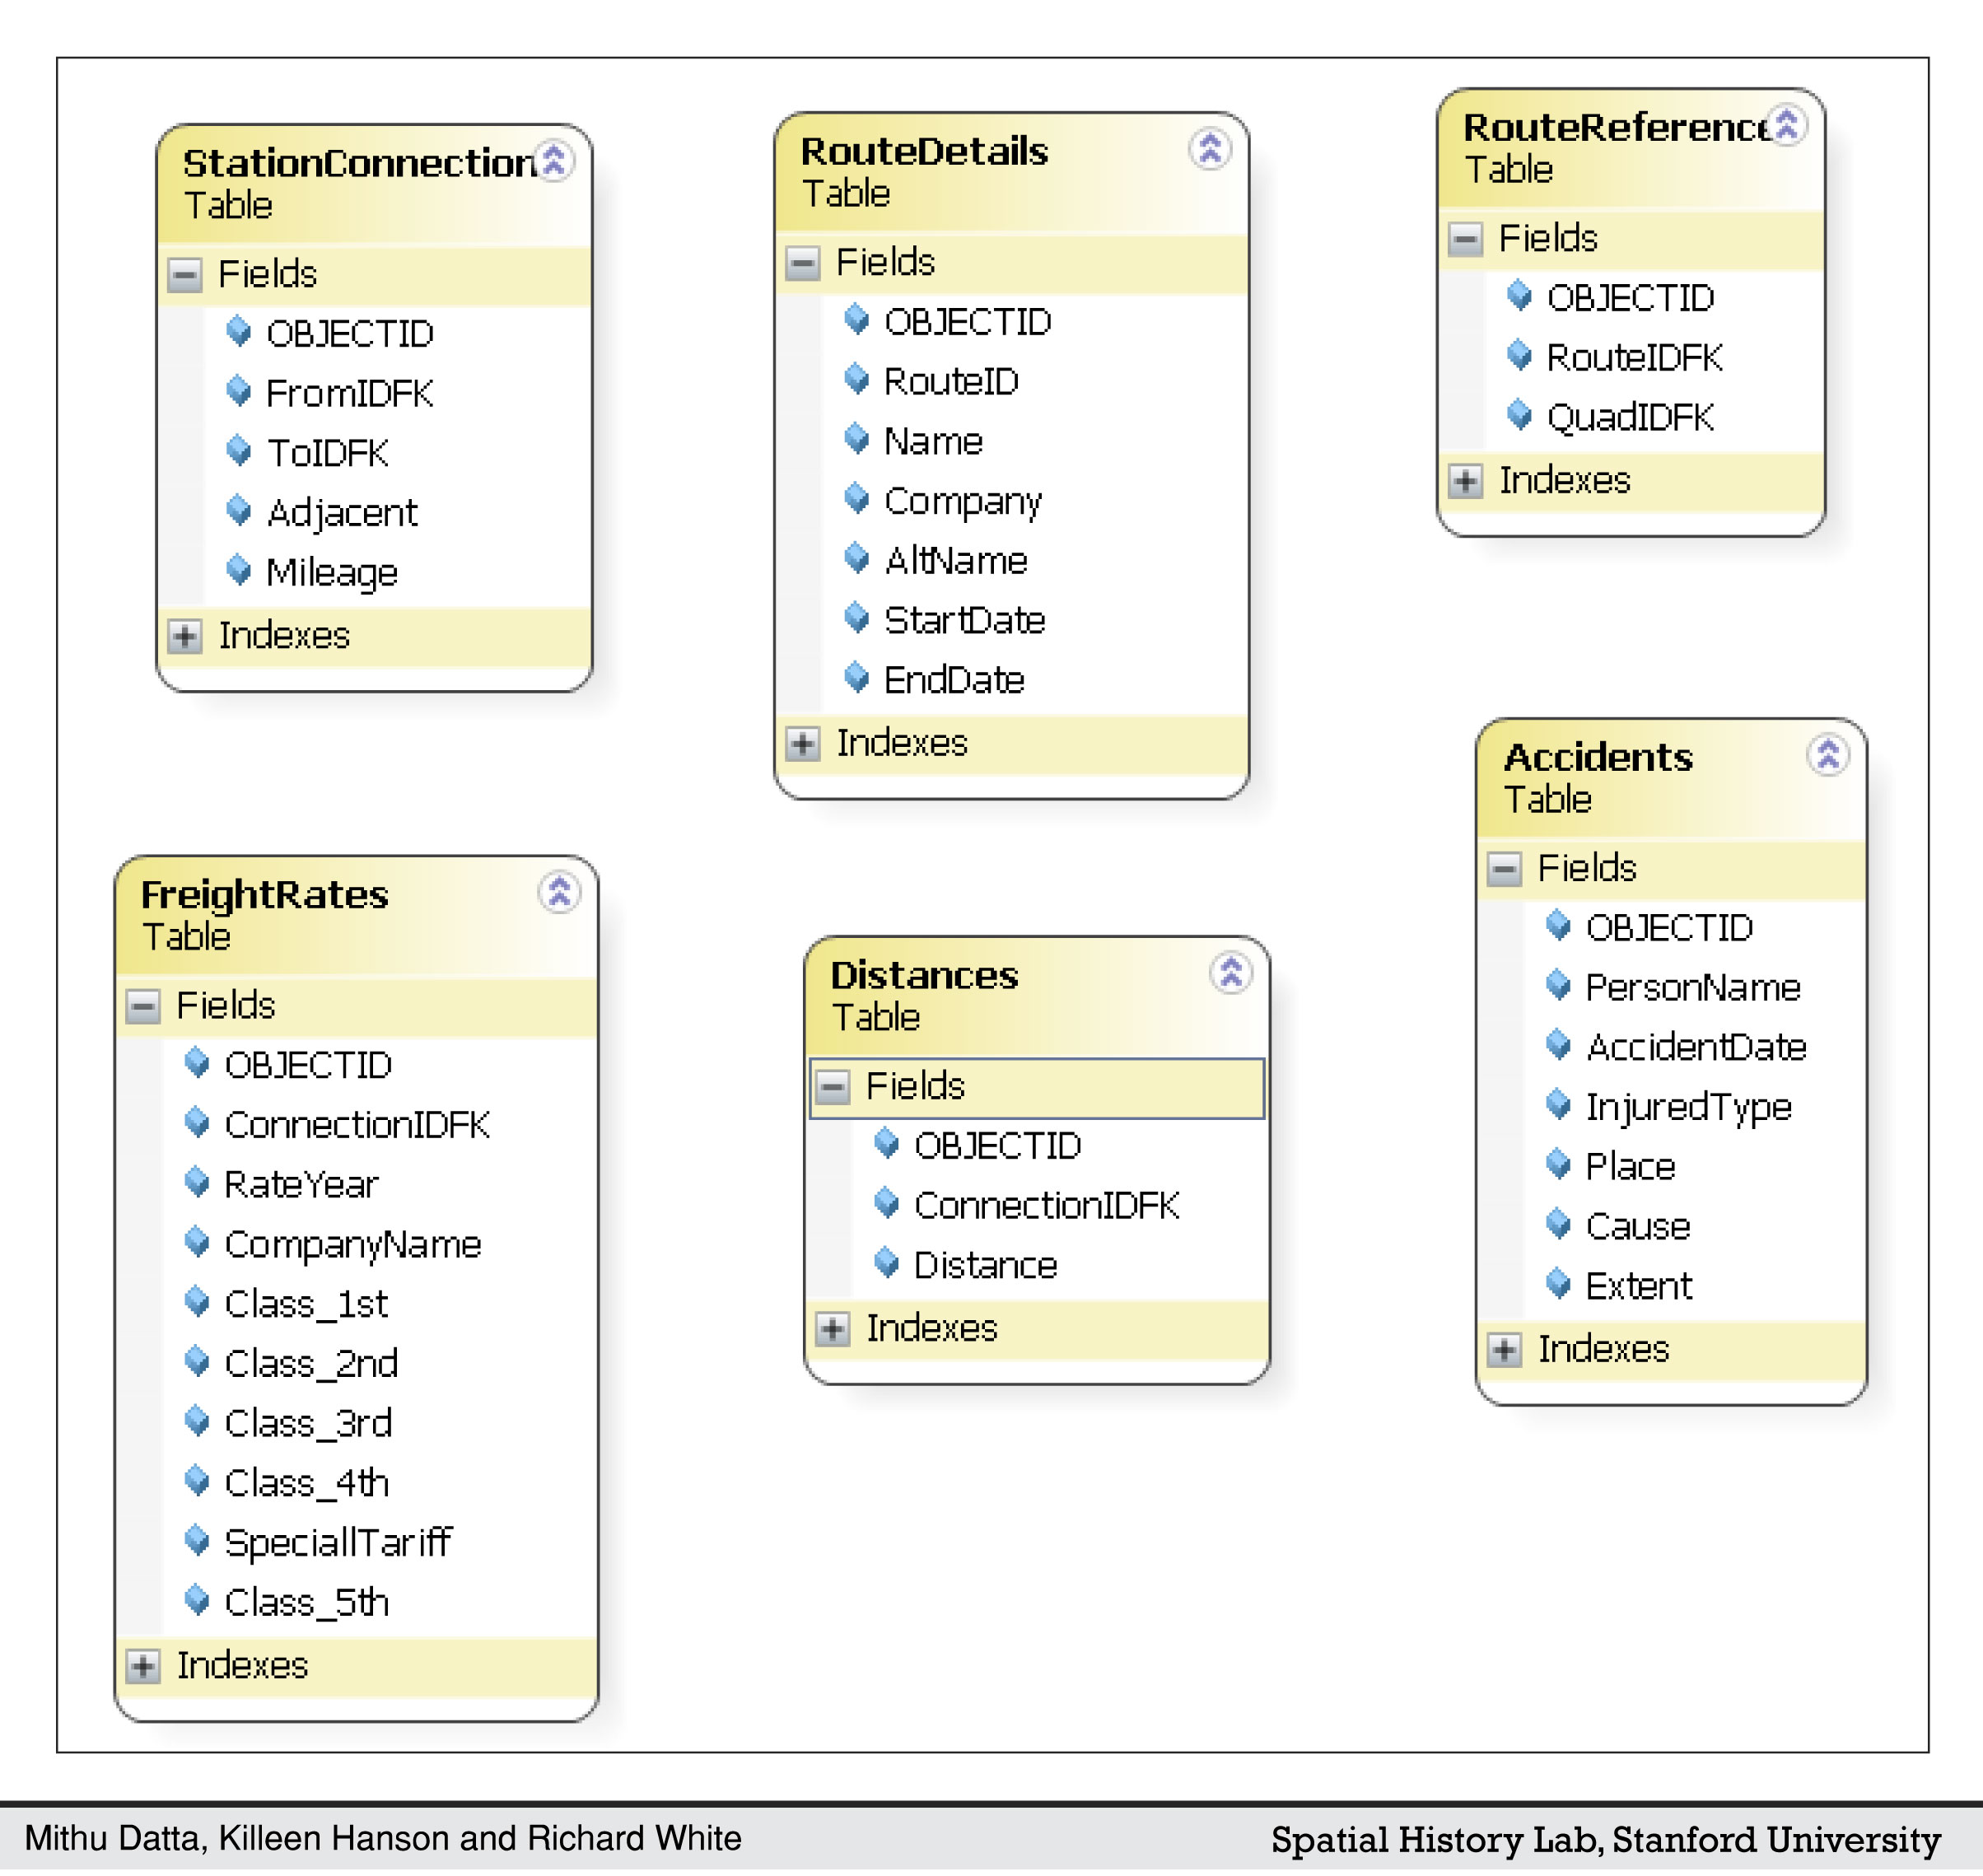 StationConnection
Table
Fields
OBJECTID
FromIDFK
ToIDFK
Adjacent
Mileage
Indexes
RouteDetails
Table
Fields
OBJECTID
RouteID
Name
Company
AltName
StartDate
EndDate
Indexes
RouteReference
Table
Fields
OBJECTID
RouteIDFK
QuadIDFK
Indexes
FreightRates
Table
Fields
OBJECTID
ConnectionIDFK
RateYear
CompanyName
Class_1st
Class_2nd
Class_3rd
Class_4th
SpeciallTariff
Class_5th
Indexes
Distances
Table
Fields
OBJECTID
ConnectionIDFK
Distance
Indexes
Accidents
Table
Fields
OBJECTID
PersonName
AccidentDate
InjuredType
Place
Cause
Extent
Indexes
Mithu Datta, Killeen Hanson and Richard White
Spatial History Lab, Stanford University